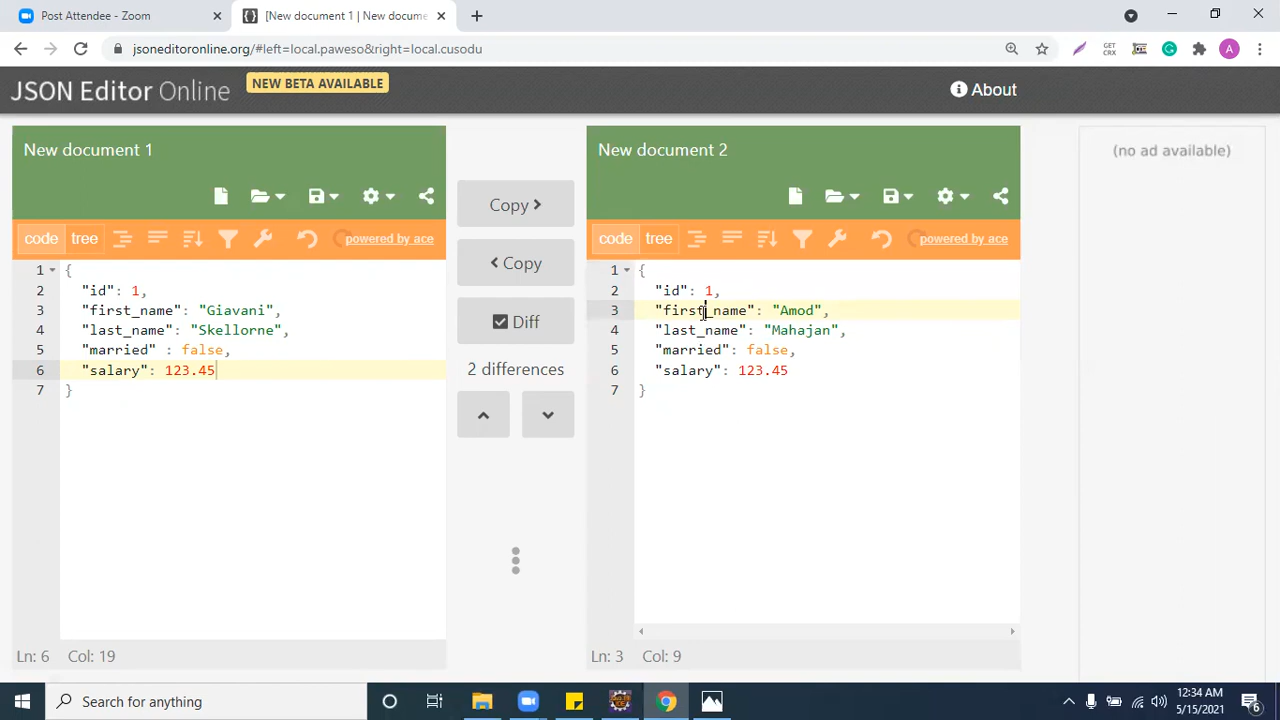 Post Attendee - Zoom
[New document 1 | New docume
jsoneditoronline.org/#left=local.paweso&right=local.cusodu
GET
CRX
A
JSON Editor Online
NEW BETA AVAILABLE
About
New document 1
code tree powered by ace
1 {
2 "id": 1,
3 "first_name": "Giavani",
4 "last_name": "Skellorne",
5 "married" : false,
6 "salary": 123.45
7 }
Ln: 6 Col: 19
Copy
Copy
Diff
2 differences
New document 2
code tree powered by ace
1 {
2 "id": 1,
3 "first_name": "Amod",
4 "last_name": "Mahajan",
5 "married": false,
6 "salary": 123.45
7 }
Ln: 3 Col: 9
(no ad available)
Search for anything
12:34 AM
5/15/2021
6